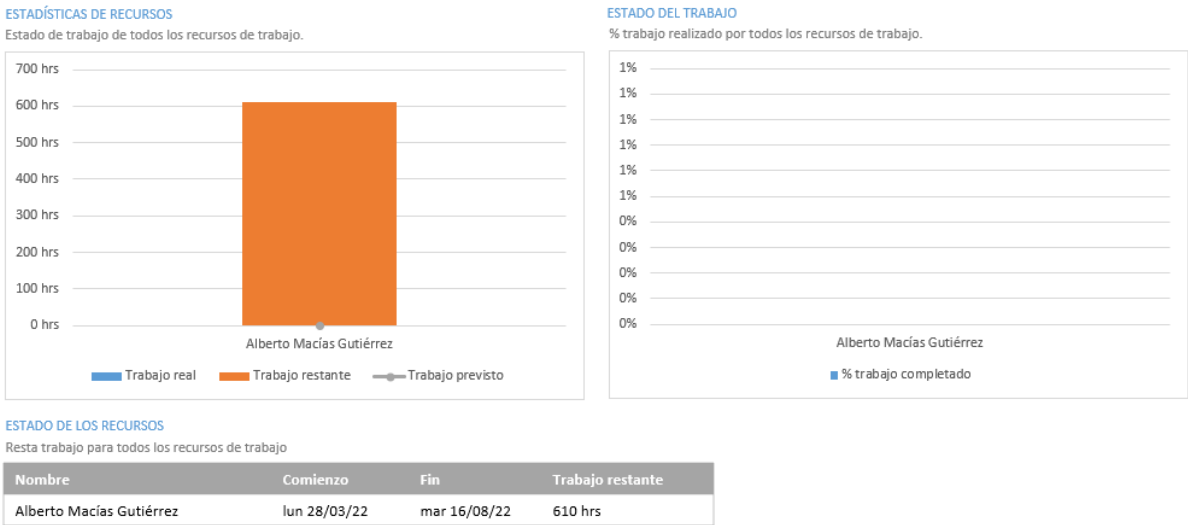 ESTADÍSTICAS DE RECURSOS
Estado de trabajo de todos los recursos de trabajo.
700 hrs
600 hrs
500 hrs
400 hrs
300 hrs
200 hrs
100 hrs
0 hrs
Alberto Macías Gutiérrez
Trabajo real Trabajo restante Trabajo previsto
ESTADO DEL TRABAJO
% trabajo realizado por todos los recursos de trabajo.
1%
1%
1%
1%
1%
1%
0%
0%
0%
0%
0%
Alberto Macías Gutiérrez
% trabajo completado
ESTADO DE LOS RECURSOS
Resta trabajo para todos los recursos de trabajo
Nombre Comienzo Fin Trabajo restante
Alberto Macías Gutiérrez lun 28/03/22 mar 16/08/22 610 hrs